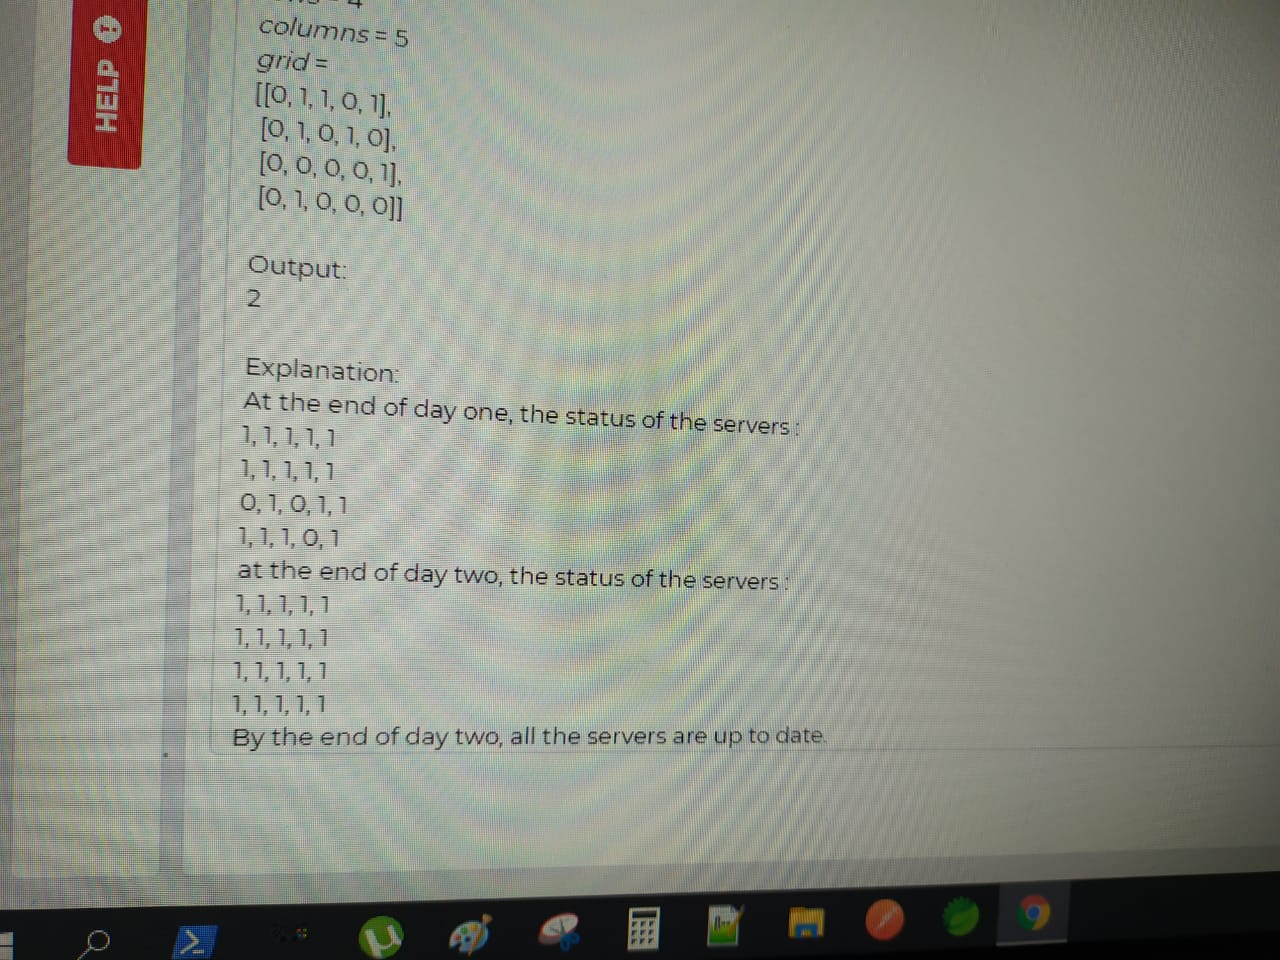 HELP
columns = 5
grid =
[[0, 1, 1, 0, 1],
[0, 1, 0, 1, 0],
[0, 0, 0, 0, 1],
[0, 1, 0, 0, 0]]
Output:
2
Explanation:
At the end of day one, the status of the servers :
1, 1, 1, 1, 1
1, 1, 1, 1, 1
0, 1, 0, 1, 1
1, 1, 1, 0, 1
at the end of day two, the status of the servers :
1, 1, 1, 1, 1
1, 1, 1, 1, 1
1, 1, 1, 1, 1
1, 1, 1, 1, 1
By the end of day two, all the servers are up to date.